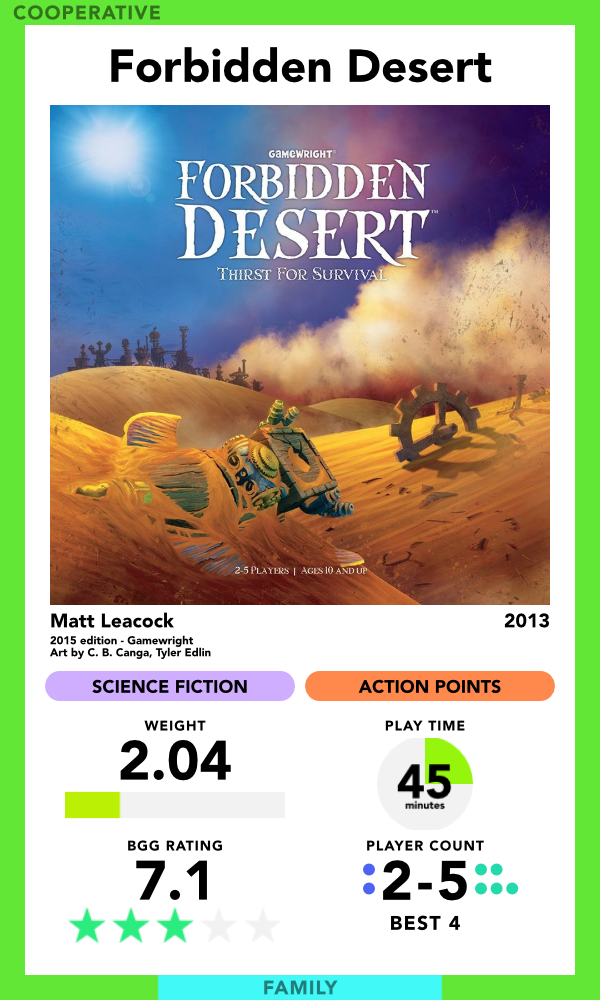 COOPERATIVE
Forbidden Desert
GAMEWRIGHT
FORBIDDEN
DESERT™
THIRST FOR SURVIVAL
2-5 PLAYERS | AGES 10 AND UP
Matt Leacock 2013
2015 edition - Gamewright
Art by C. B. Canga, Tyler Edlin
SCIENCE FICTION ACTION POINTS
WEIGHT PLAY TIME
2.04 45
minutes
BGG RATING PLAYER COUNT
7.1 2-5
BEST 4
FAMILY